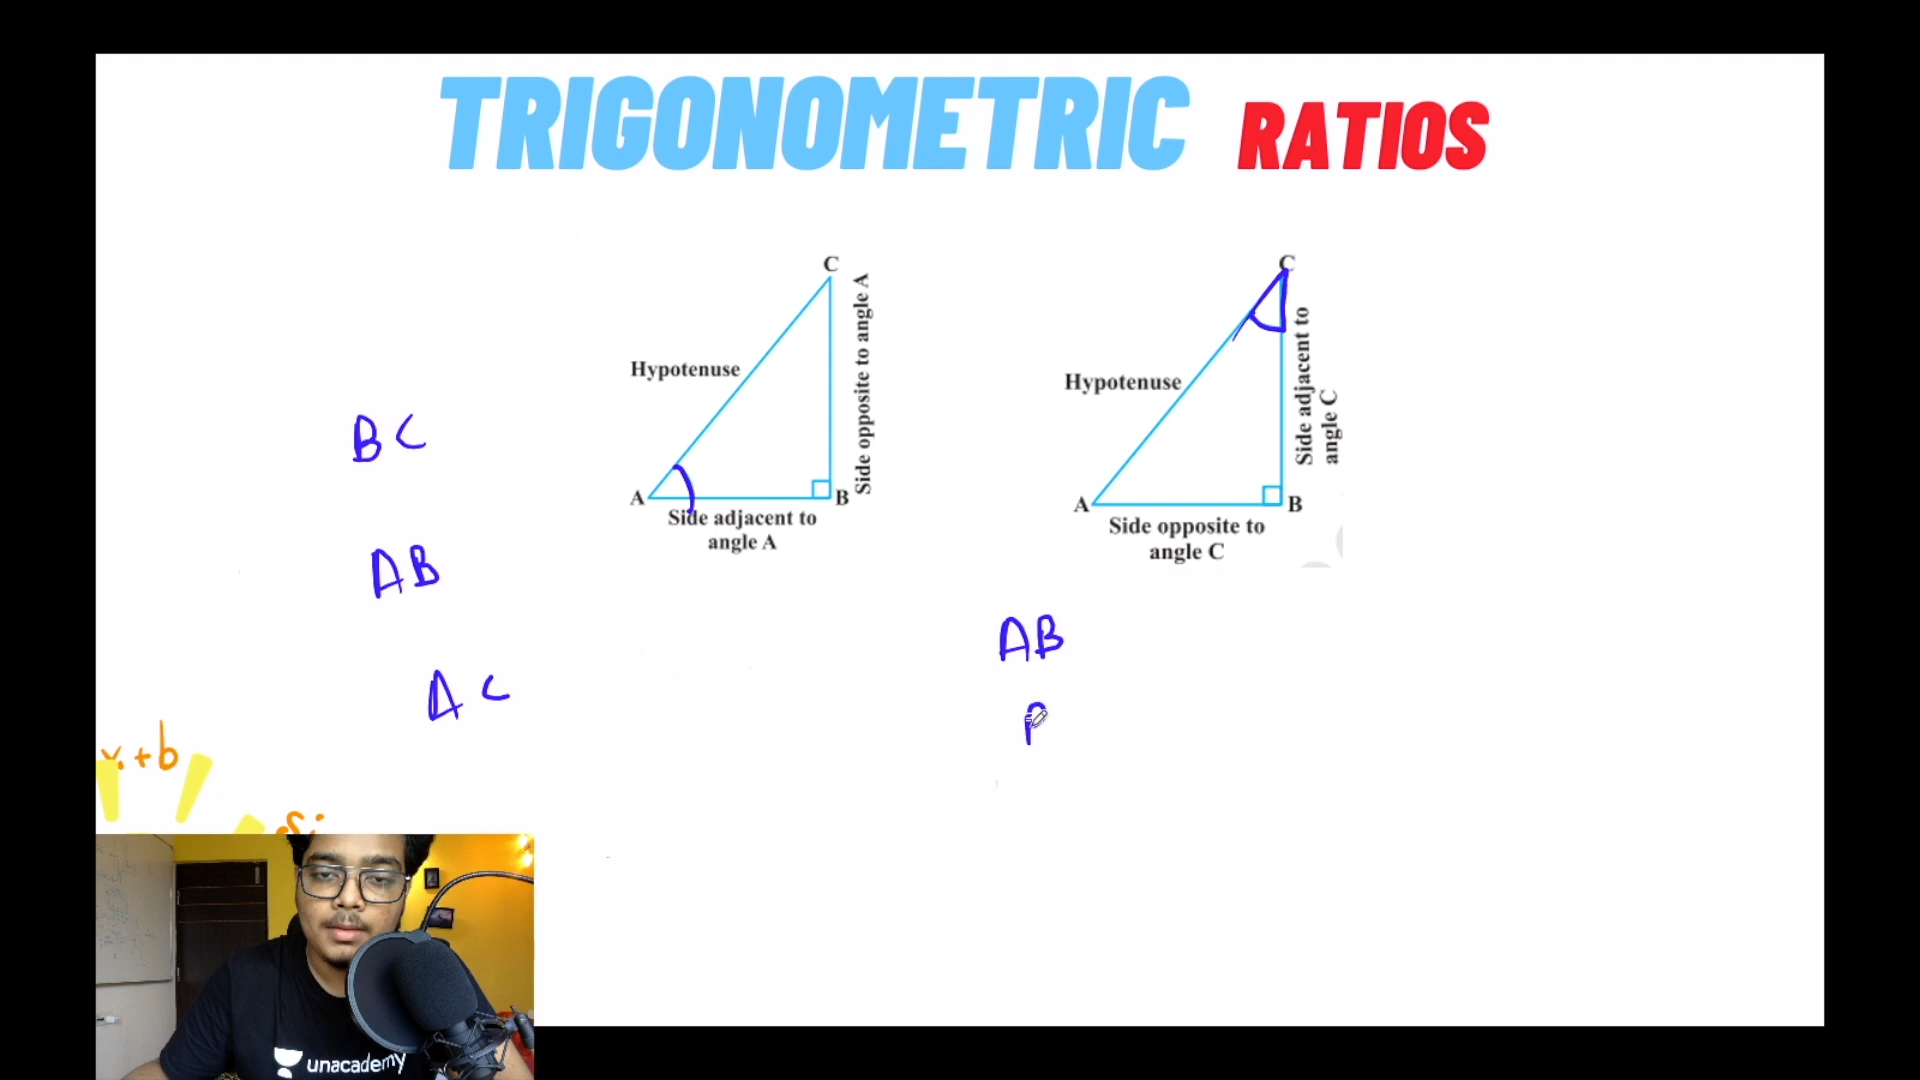 TRIGONOMETRIC RATIOS
C
Hypotenuse
Side opposite to angle A
A
B
Side adjacent to
angle A
C
Hypotenuse
Side adjacent to
angle C
A
B
Side opposite to
angle C
BC
AB
AC
AB
P
x+b
unacademy